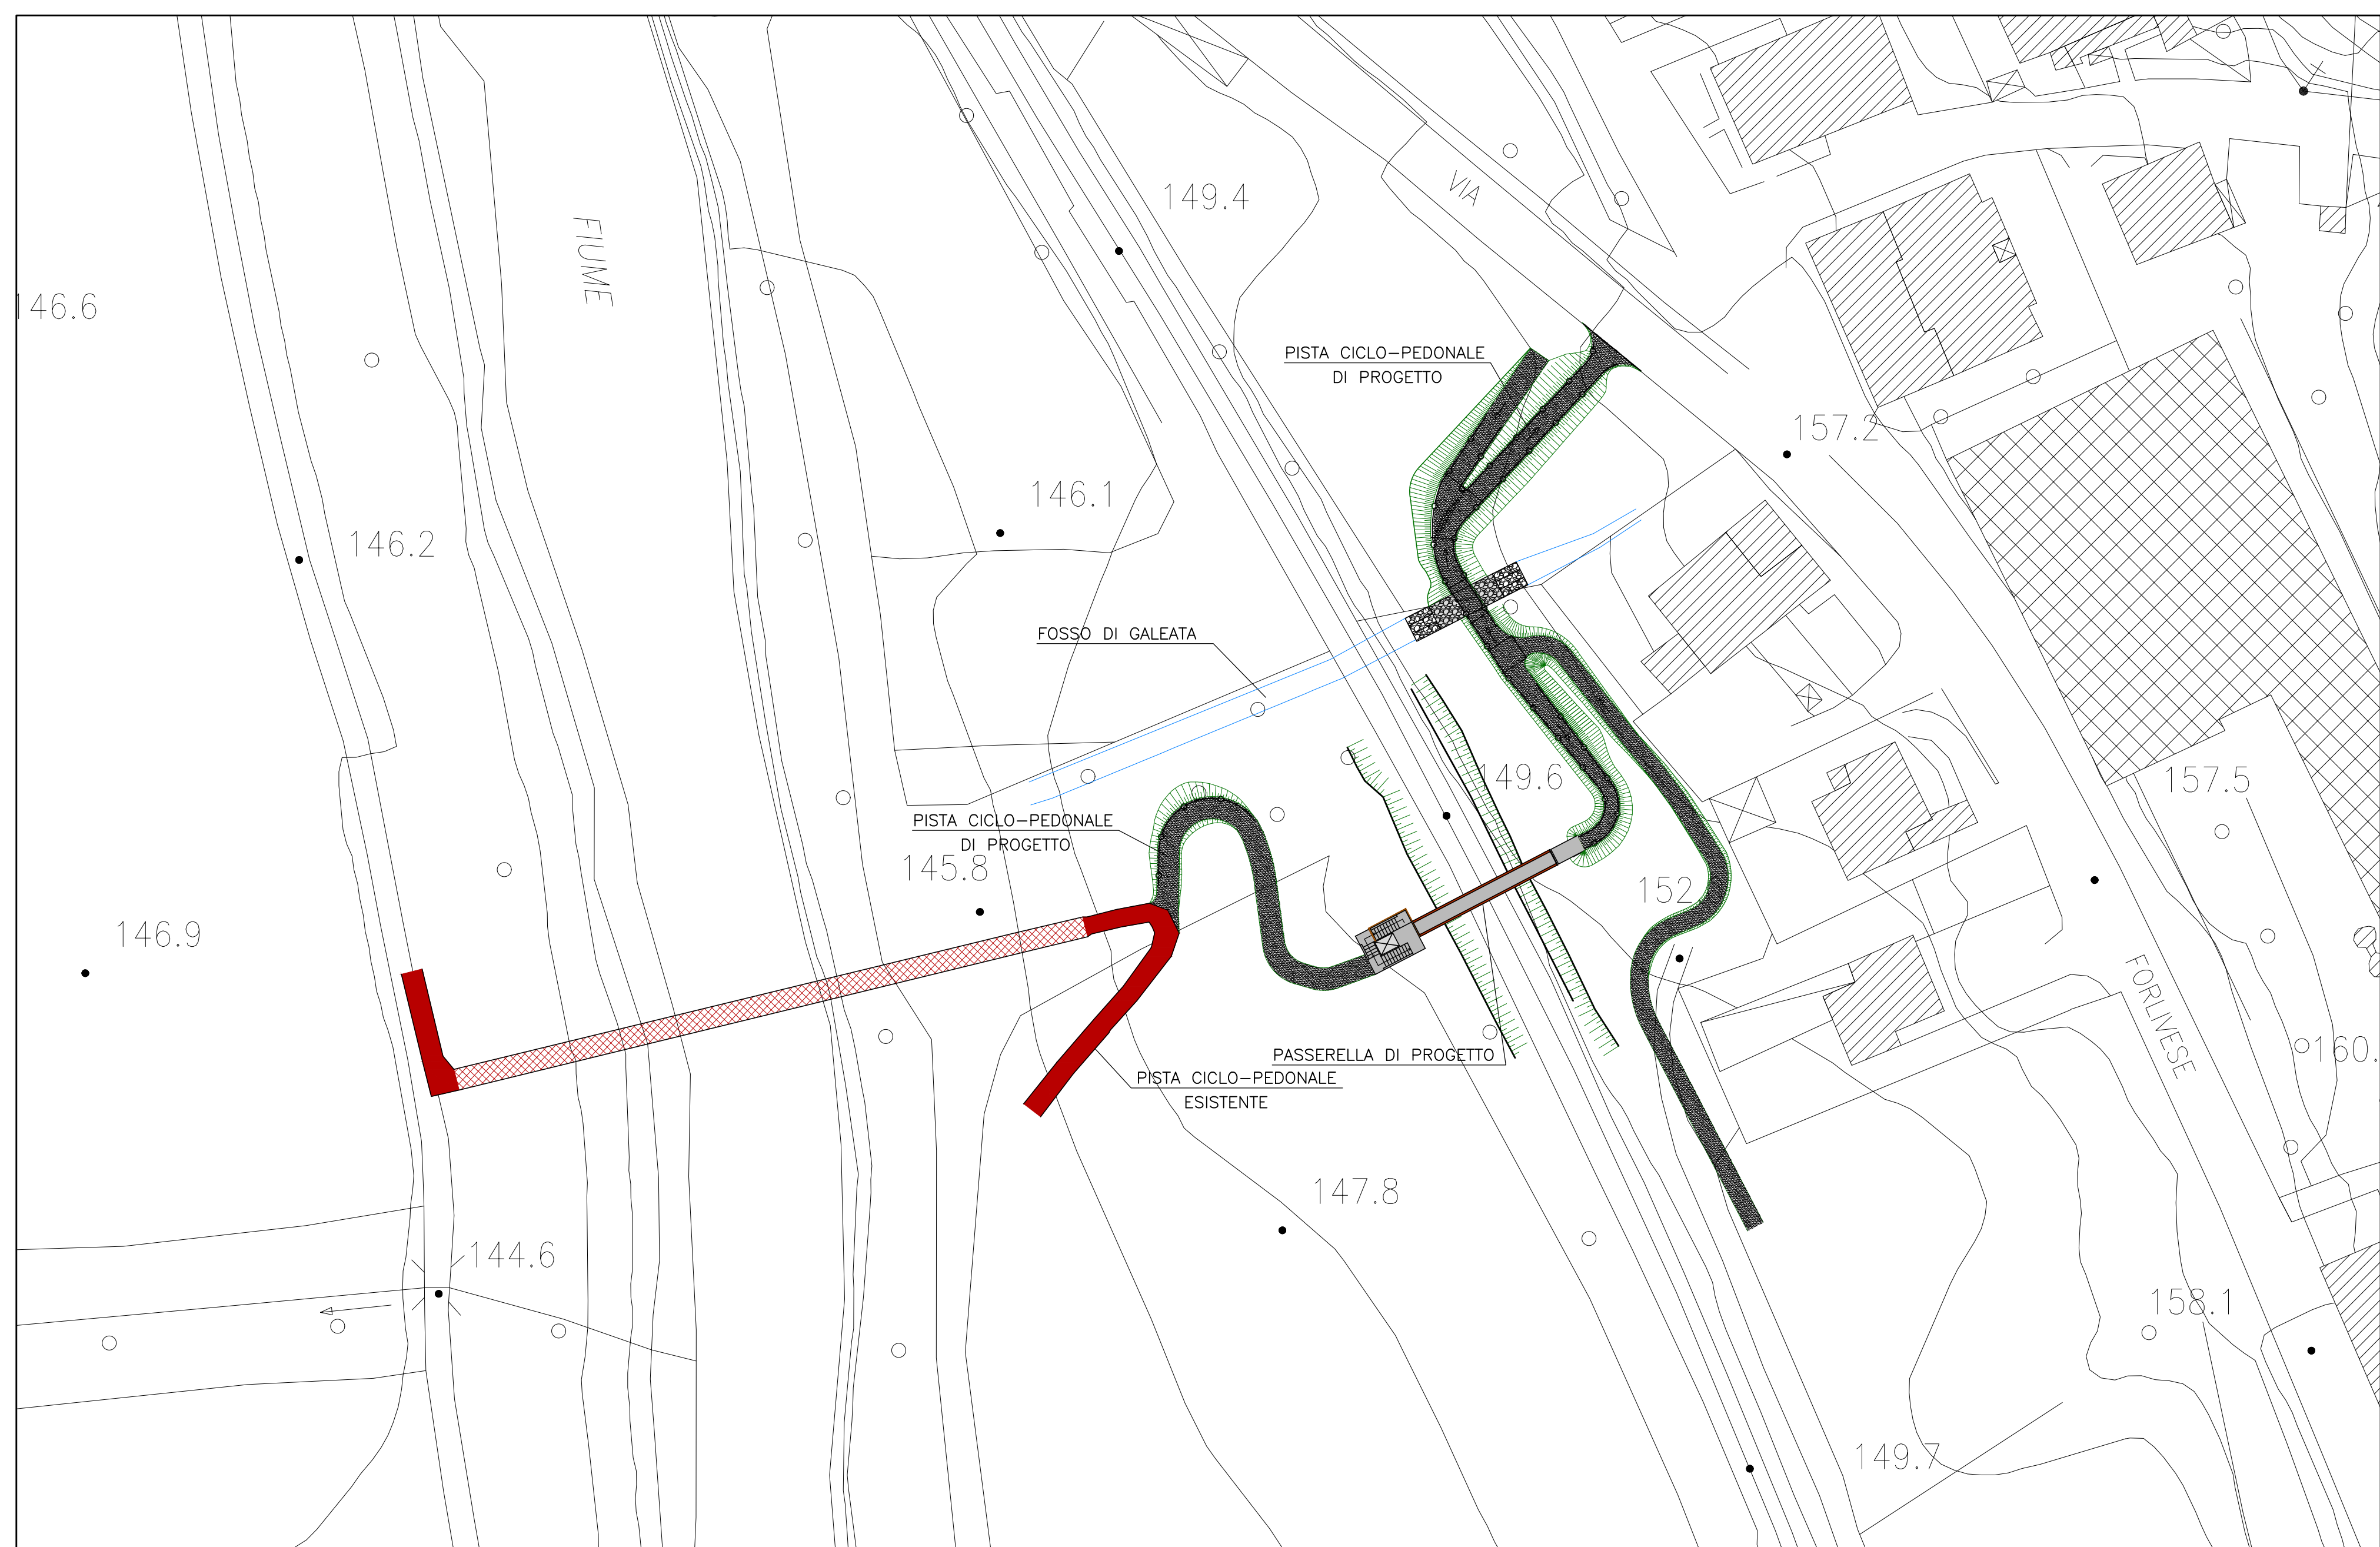 149.4
VIA
FIUME
146.6
PISTA CICLO-PEDONALE
DI PROGETTO
157.2
146.1
146.2
FOSSO DI GALEATA
149.6
157.5
PISTA CICLO-PEDONALE
DI PROGETTO
145.8
152
146.9
FORLIVESE
160.
PASSERELLA DI PROGETTO
PISTA CICLO-PEDONALE
ESISTENTE
147.8
144.6
158.1
149.7